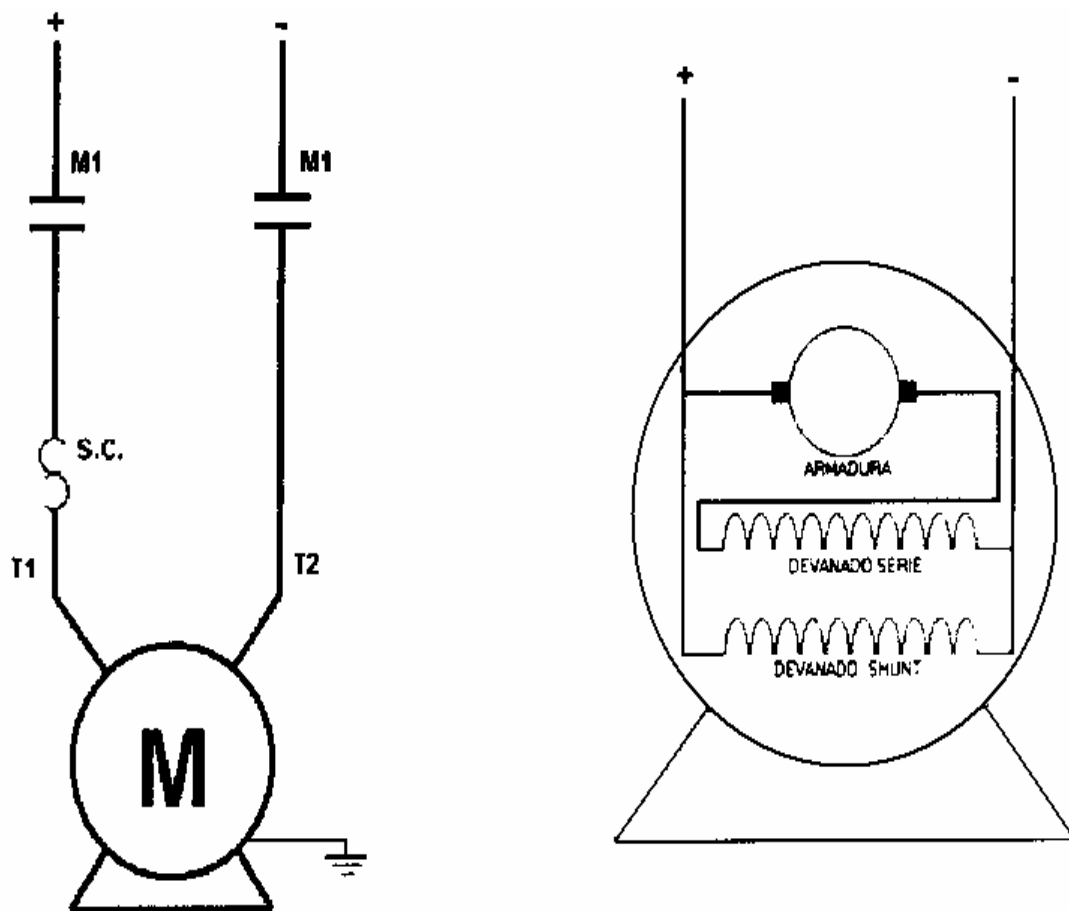 + -
M1 M1
S.C.
T1 T2
M
+ -
ARMADURA
DEVANADO SERIE
DEVANADO SHUNT